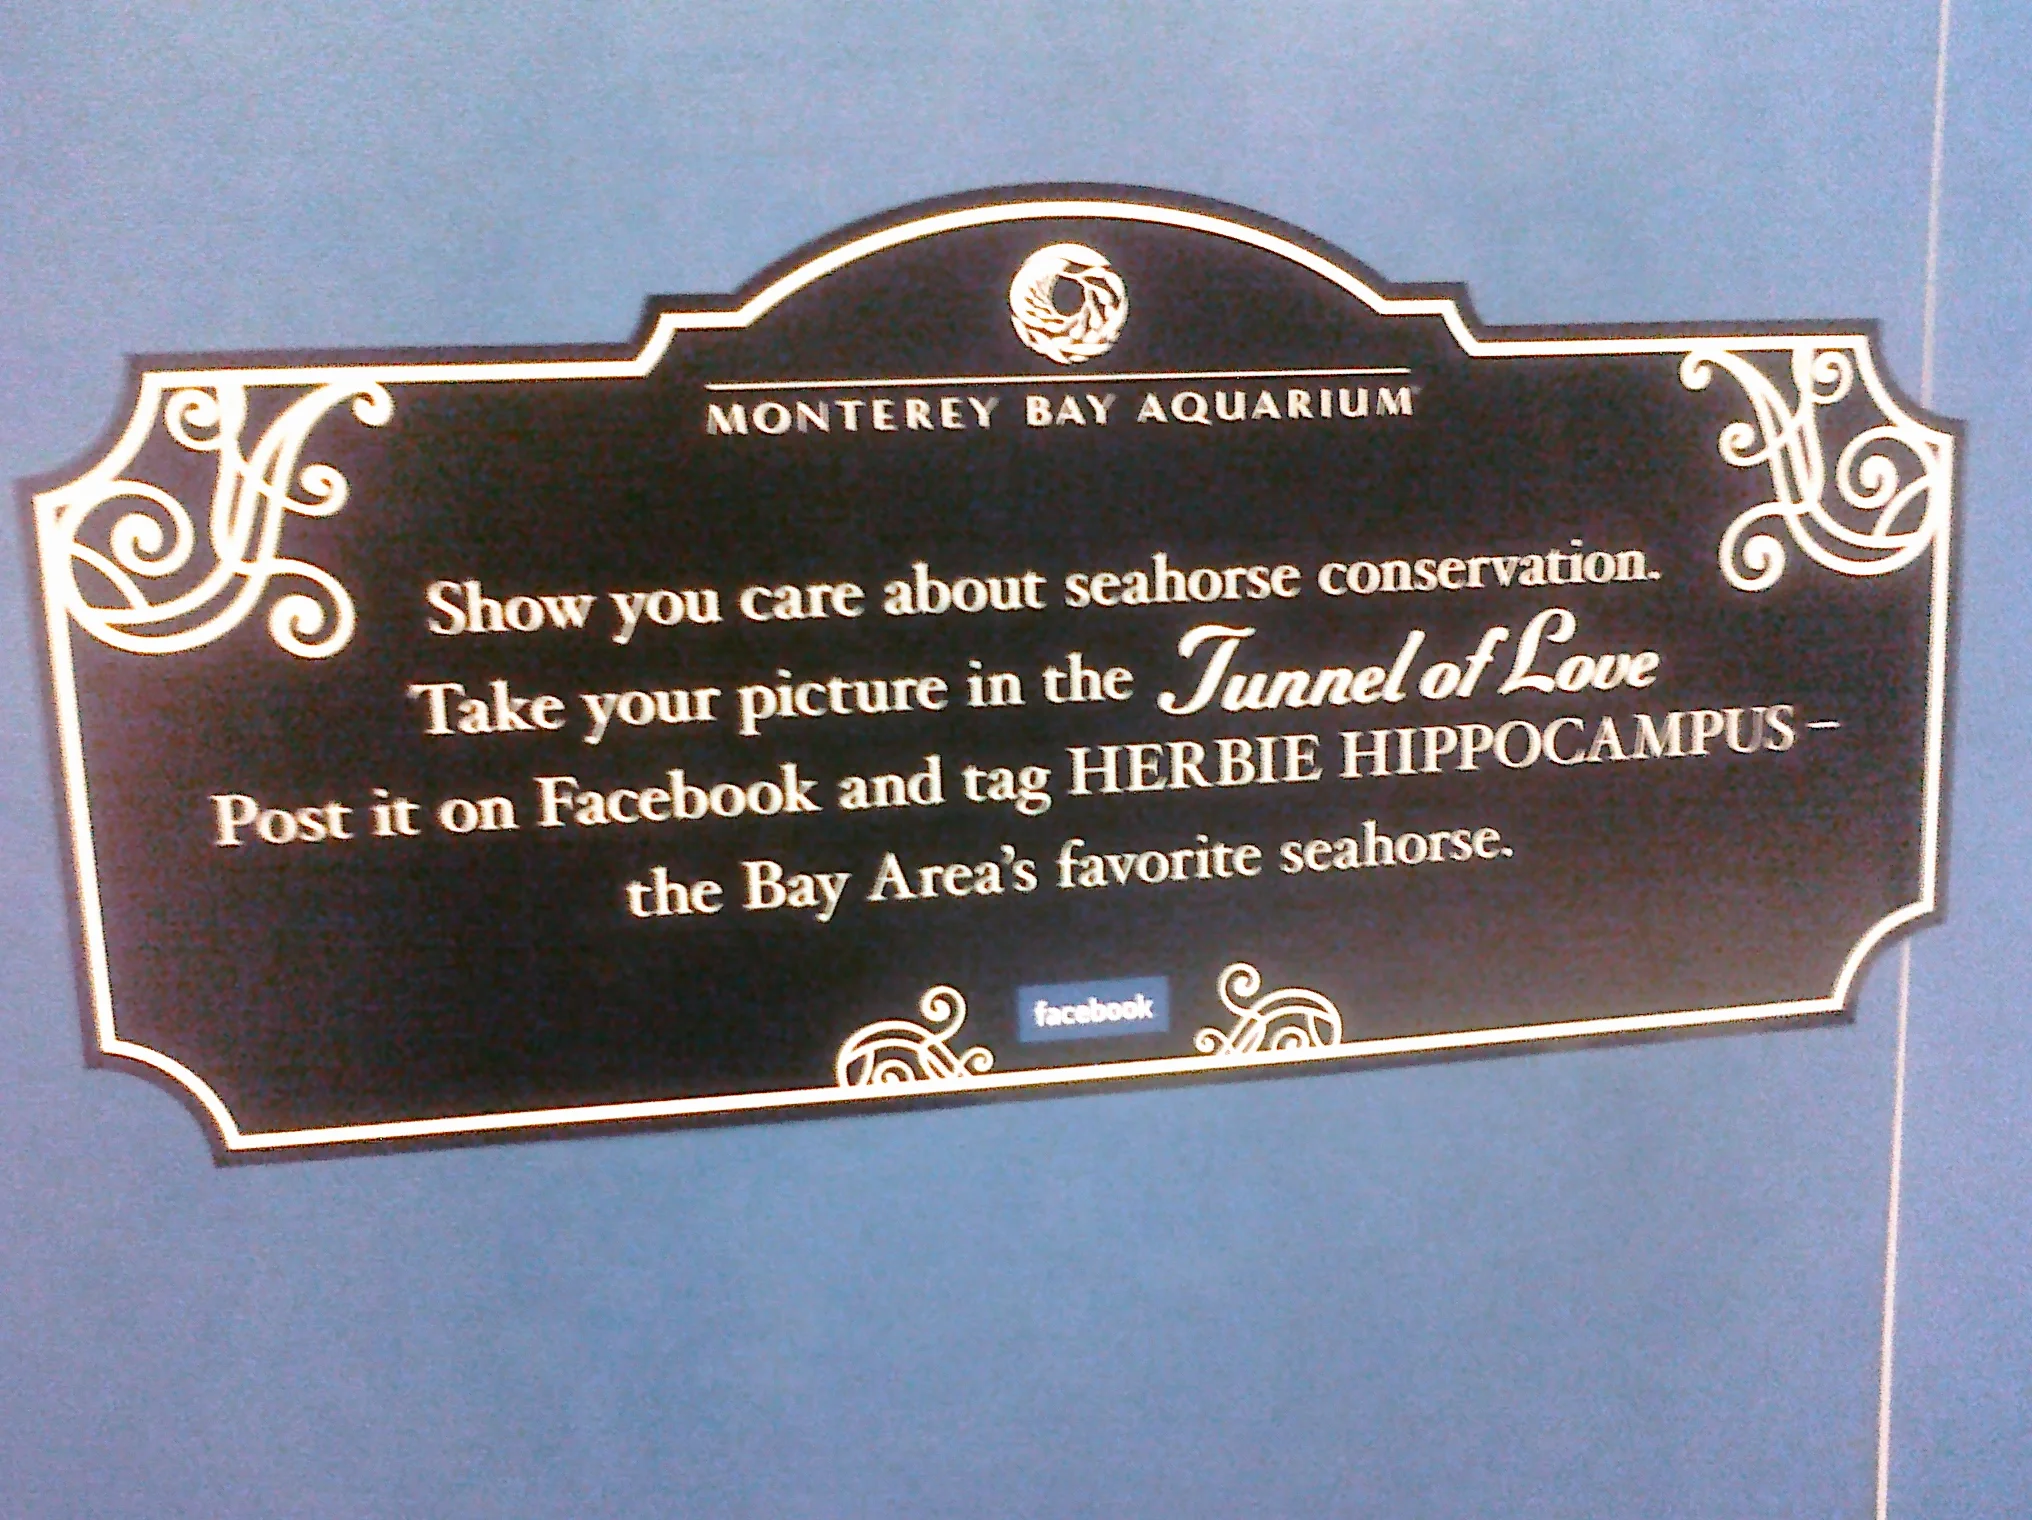 MONTEREY BAY AQUARIUM
Show you care about seahorse conservation.
Take your picture in the Tunnel of Love
Post it on Facebook and tag HERBIE HIPPOCAMPUS –
the Bay Area's favorite seahorse.
facebook